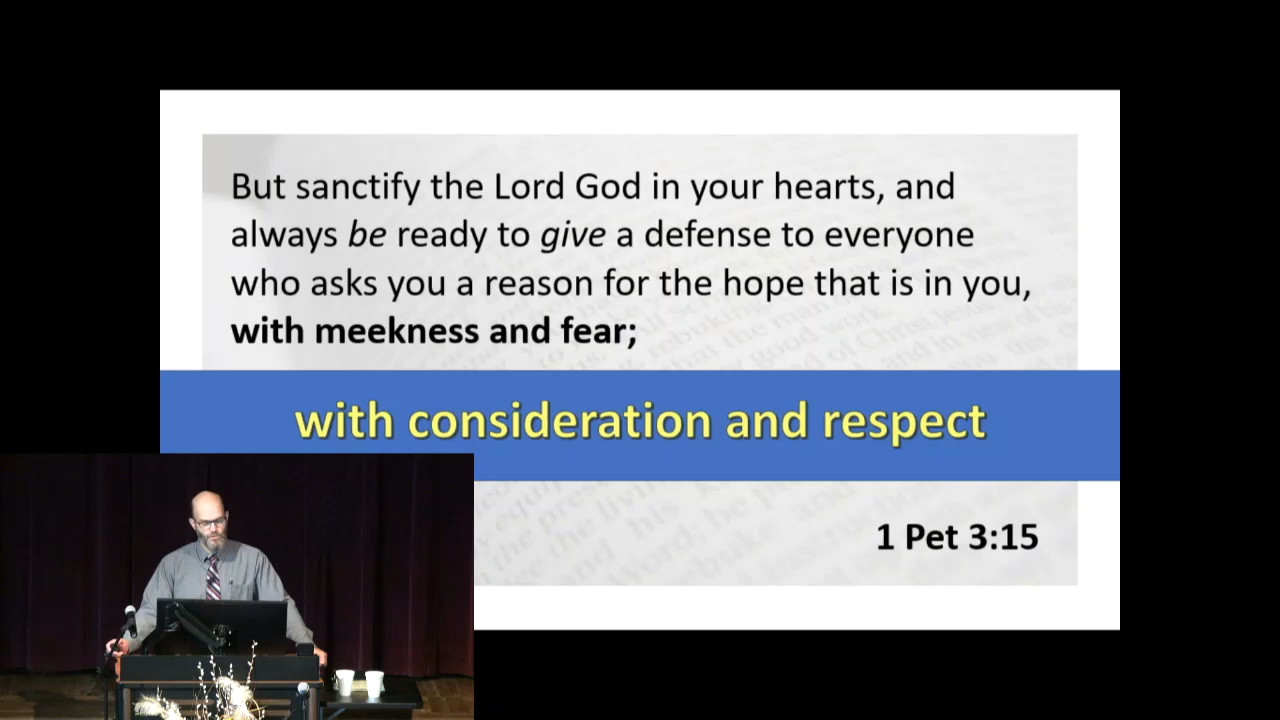 But sanctify the Lord God in your hearts, and
always be ready to give a defense to everyone
who asks you a reason for the hope that is in you,
with meekness and fear;
with consideration and respect
1 Pet 3:15